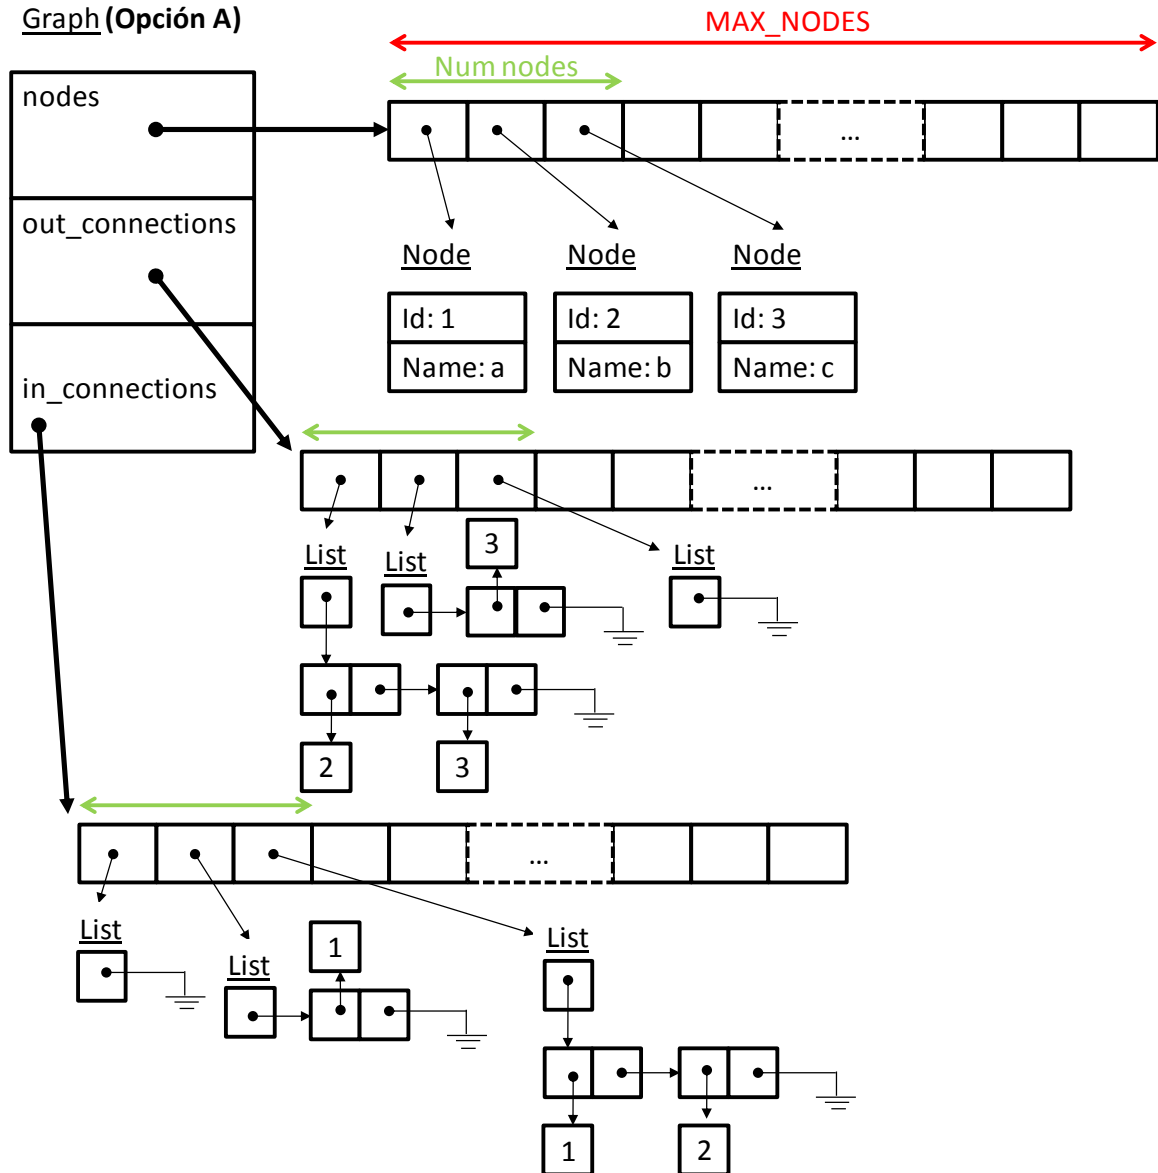 Graph (Opción A)
MAX_NODES
Num nodes
nodes
...
out_connections
Node Node Node
Id: 1 Id: 2 Id: 3
Name: a Name: b Name: c
in_connections
...
3
List List List
2 3
...
List
1
List
List
1 2